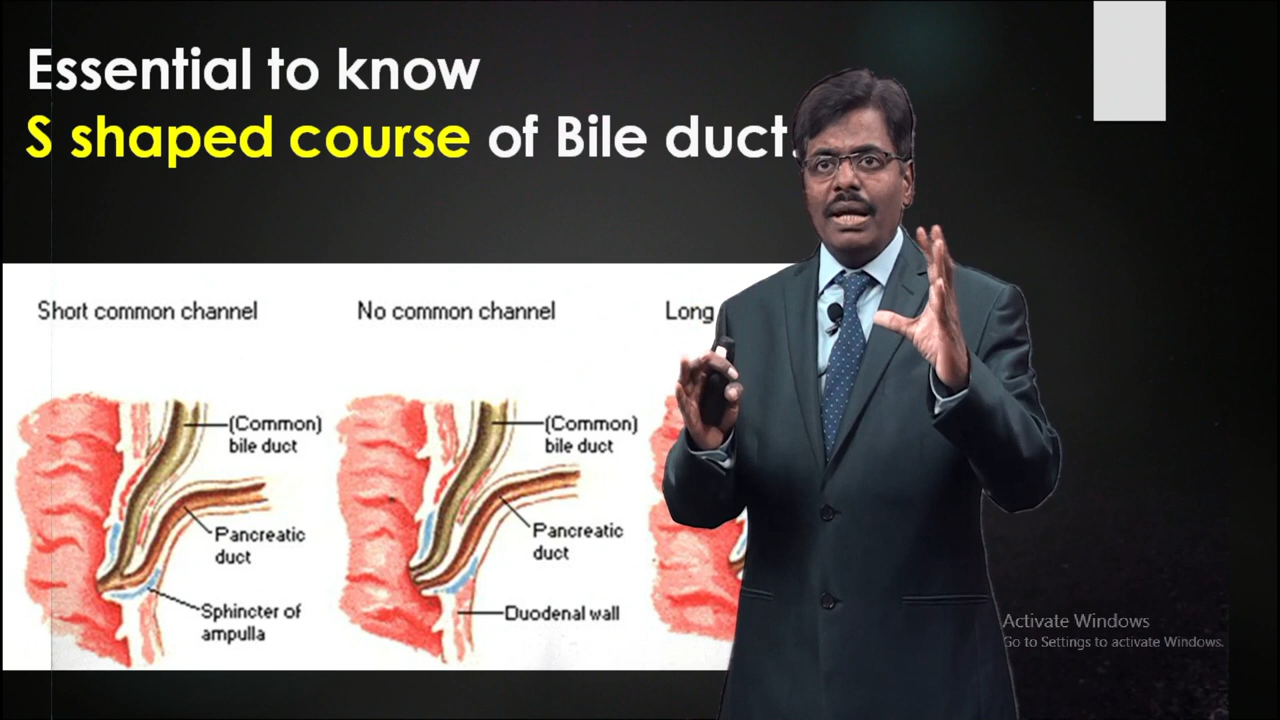 Essential to know
S shaped course of Bile duct.
Short common channel
No common channel
Long
(Common)
bile duct
(Common)
bile duct
Pancreatic
duct
Pancreatic
duct
Sphincter of
ampulla
Duodenal wall
Activate Windows
Go to Settings to activate Windows.